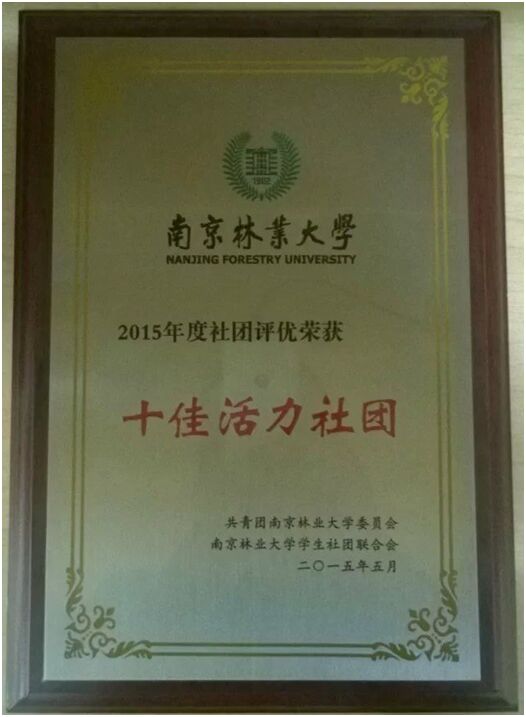 1902
南京林業大學
NANJING FORESTRY UNIVERSITY
2015年度社团评优荣获
十佳活力社团
共青团南京林业大学委员会
南京林业大学学生社团联合会
二〇一五年五月